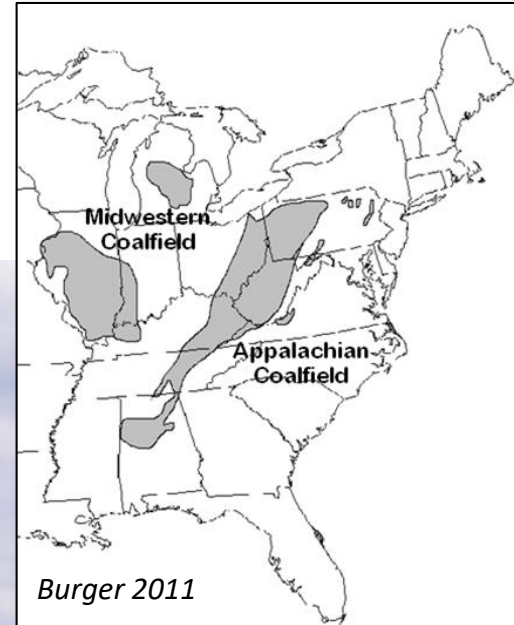 Midwestern
Coalfield
Appalachian
Coalfield
Burger 2011